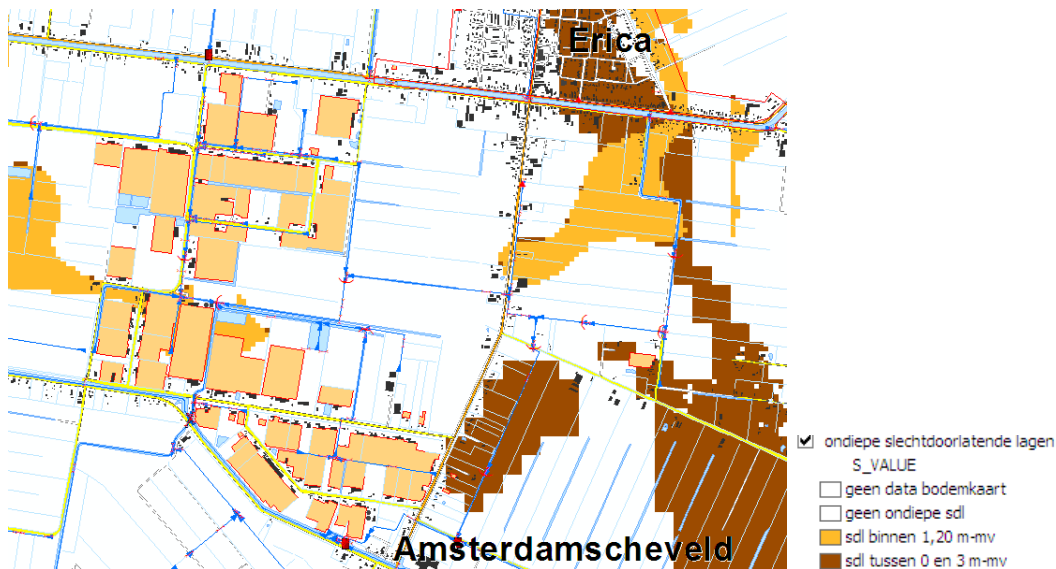 Erica
Amsterdamscheveld
ondiepe slechtdoorlatende lagen
S_VALUE
geen data bodemkaart
geen ondiepe sdl
sdl binnen 1,20 m-mv
sdl tussen 0 en 3 m-mv